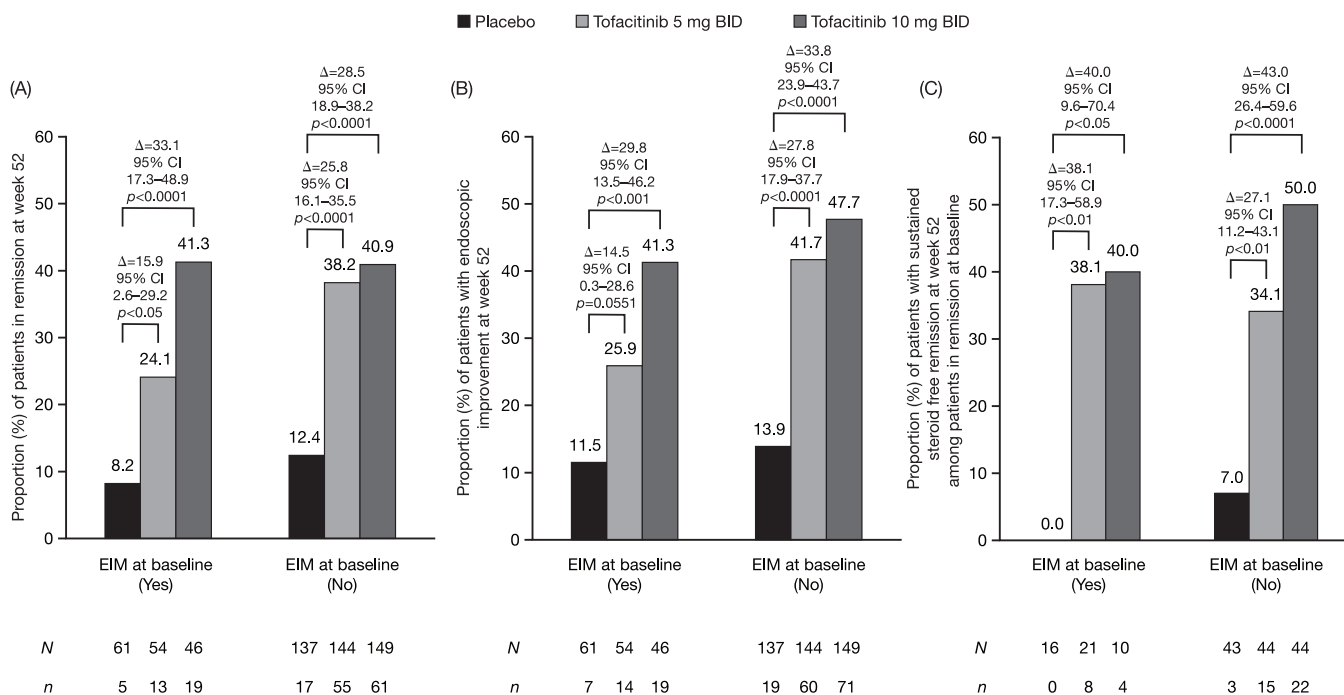 Placebo Tofacitinib 5 mg BID Tofacitinib 10 mg BID
(A)
Proportion (%) of patients in remission at week 52
60
50
40
30
20
10
0
Δ=15.9
95% CI
2.6–29.2
p<0.05
Δ=33.1
95% CI
17.3–48.9
p<0.0001
8.2
24.1
41.3
Δ=25.8
95% CI
16.1–35.5
p<0.0001
Δ=28.5
95% CI
18.9–38.2
p<0.0001
12.4
38.2
40.9
EIM at baseline
(Yes)
EIM at baseline
(No)
(B)
Proportion (%) of patients with endoscopic
improvement at week 52
60
50
40
30
20
10
0
Δ=14.5
95% CI
0.3–28.6
p=0.0551
Δ=29.8
95% CI
13.5–46.2
p<0.001
11.5
25.9
41.3
Δ=27.8
95% CI
17.9–37.7
p<0.0001
Δ=33.8
95% CI
23.9–43.7
p<0.0001
13.9
41.7
47.7
EIM at baseline
(Yes)
EIM at baseline
(No)
(C)
Proportion (%) of patients with sustained
steroid free remission at week 52
among patients in remission at baseline
60
50
40
30
20
10
0
Δ=38.1
95% CI
17.3–58.9
p<0.01
Δ=40.0
95% CI
9.6–70.4
p<0.05
0.0
38.1
40.0
Δ=27.1
95% CI
11.2–43.1
p<0.01
Δ=43.0
95% CI
26.4–59.6
p<0.0001
7.0
34.1
50.0
EIM at baseline
(Yes)
EIM at baseline
(No)
N 61 54 46 137 144 149 N 61 54 46 137 144 149 N 16 21 10 43 44 44
n 5 13 19 17 55 61 n 7 14 19 19 60 71 n 0 8 4 3 15 22